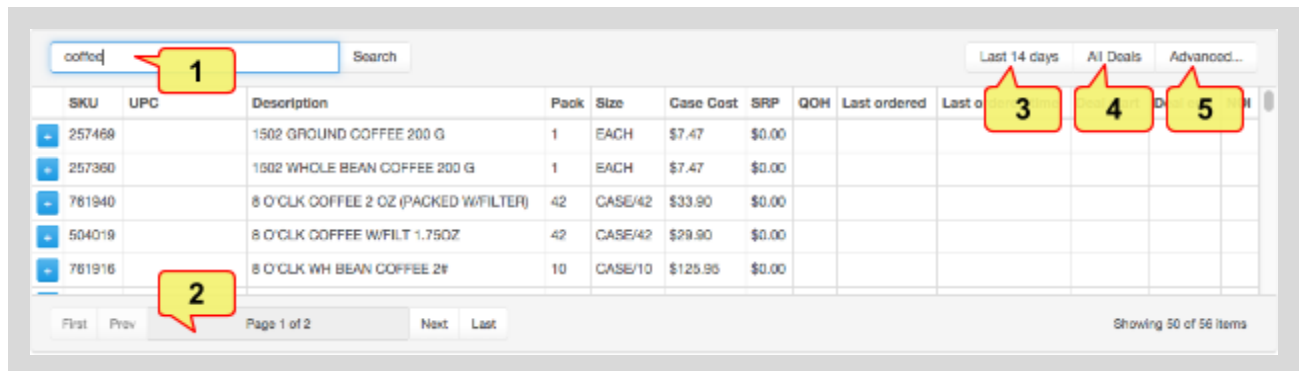 coffee Search Last 14 days All Deals Advanced...
1
SKU UPC Description Pack Size Case Cost SRP QOH Last ordered
3 4 5
+ 257469 1502 GROUND COFFEE 200 G 1 EACH $7.47 $0.00
+ 257360 1502 WHOLE BEAN COFFEE 200 G 1 EACH $7.47 $0.00
+ 761940 8 O'CLK COFFEE 2 OZ (PACKED W/FILTER) 42 CASE/42 $33.90 $0.00
+ 504019 8 O'CLK COFFEE W/FILT 1.75OZ 42 CASE/42 $29.90 $0.00
+ 761916 8 O'CLK WH BEAN COFFEE 2# 10 CASE/10 $125.95 $0.00
2
First Prev Page 1 of 2 Next Last Showing 50 of 56 items